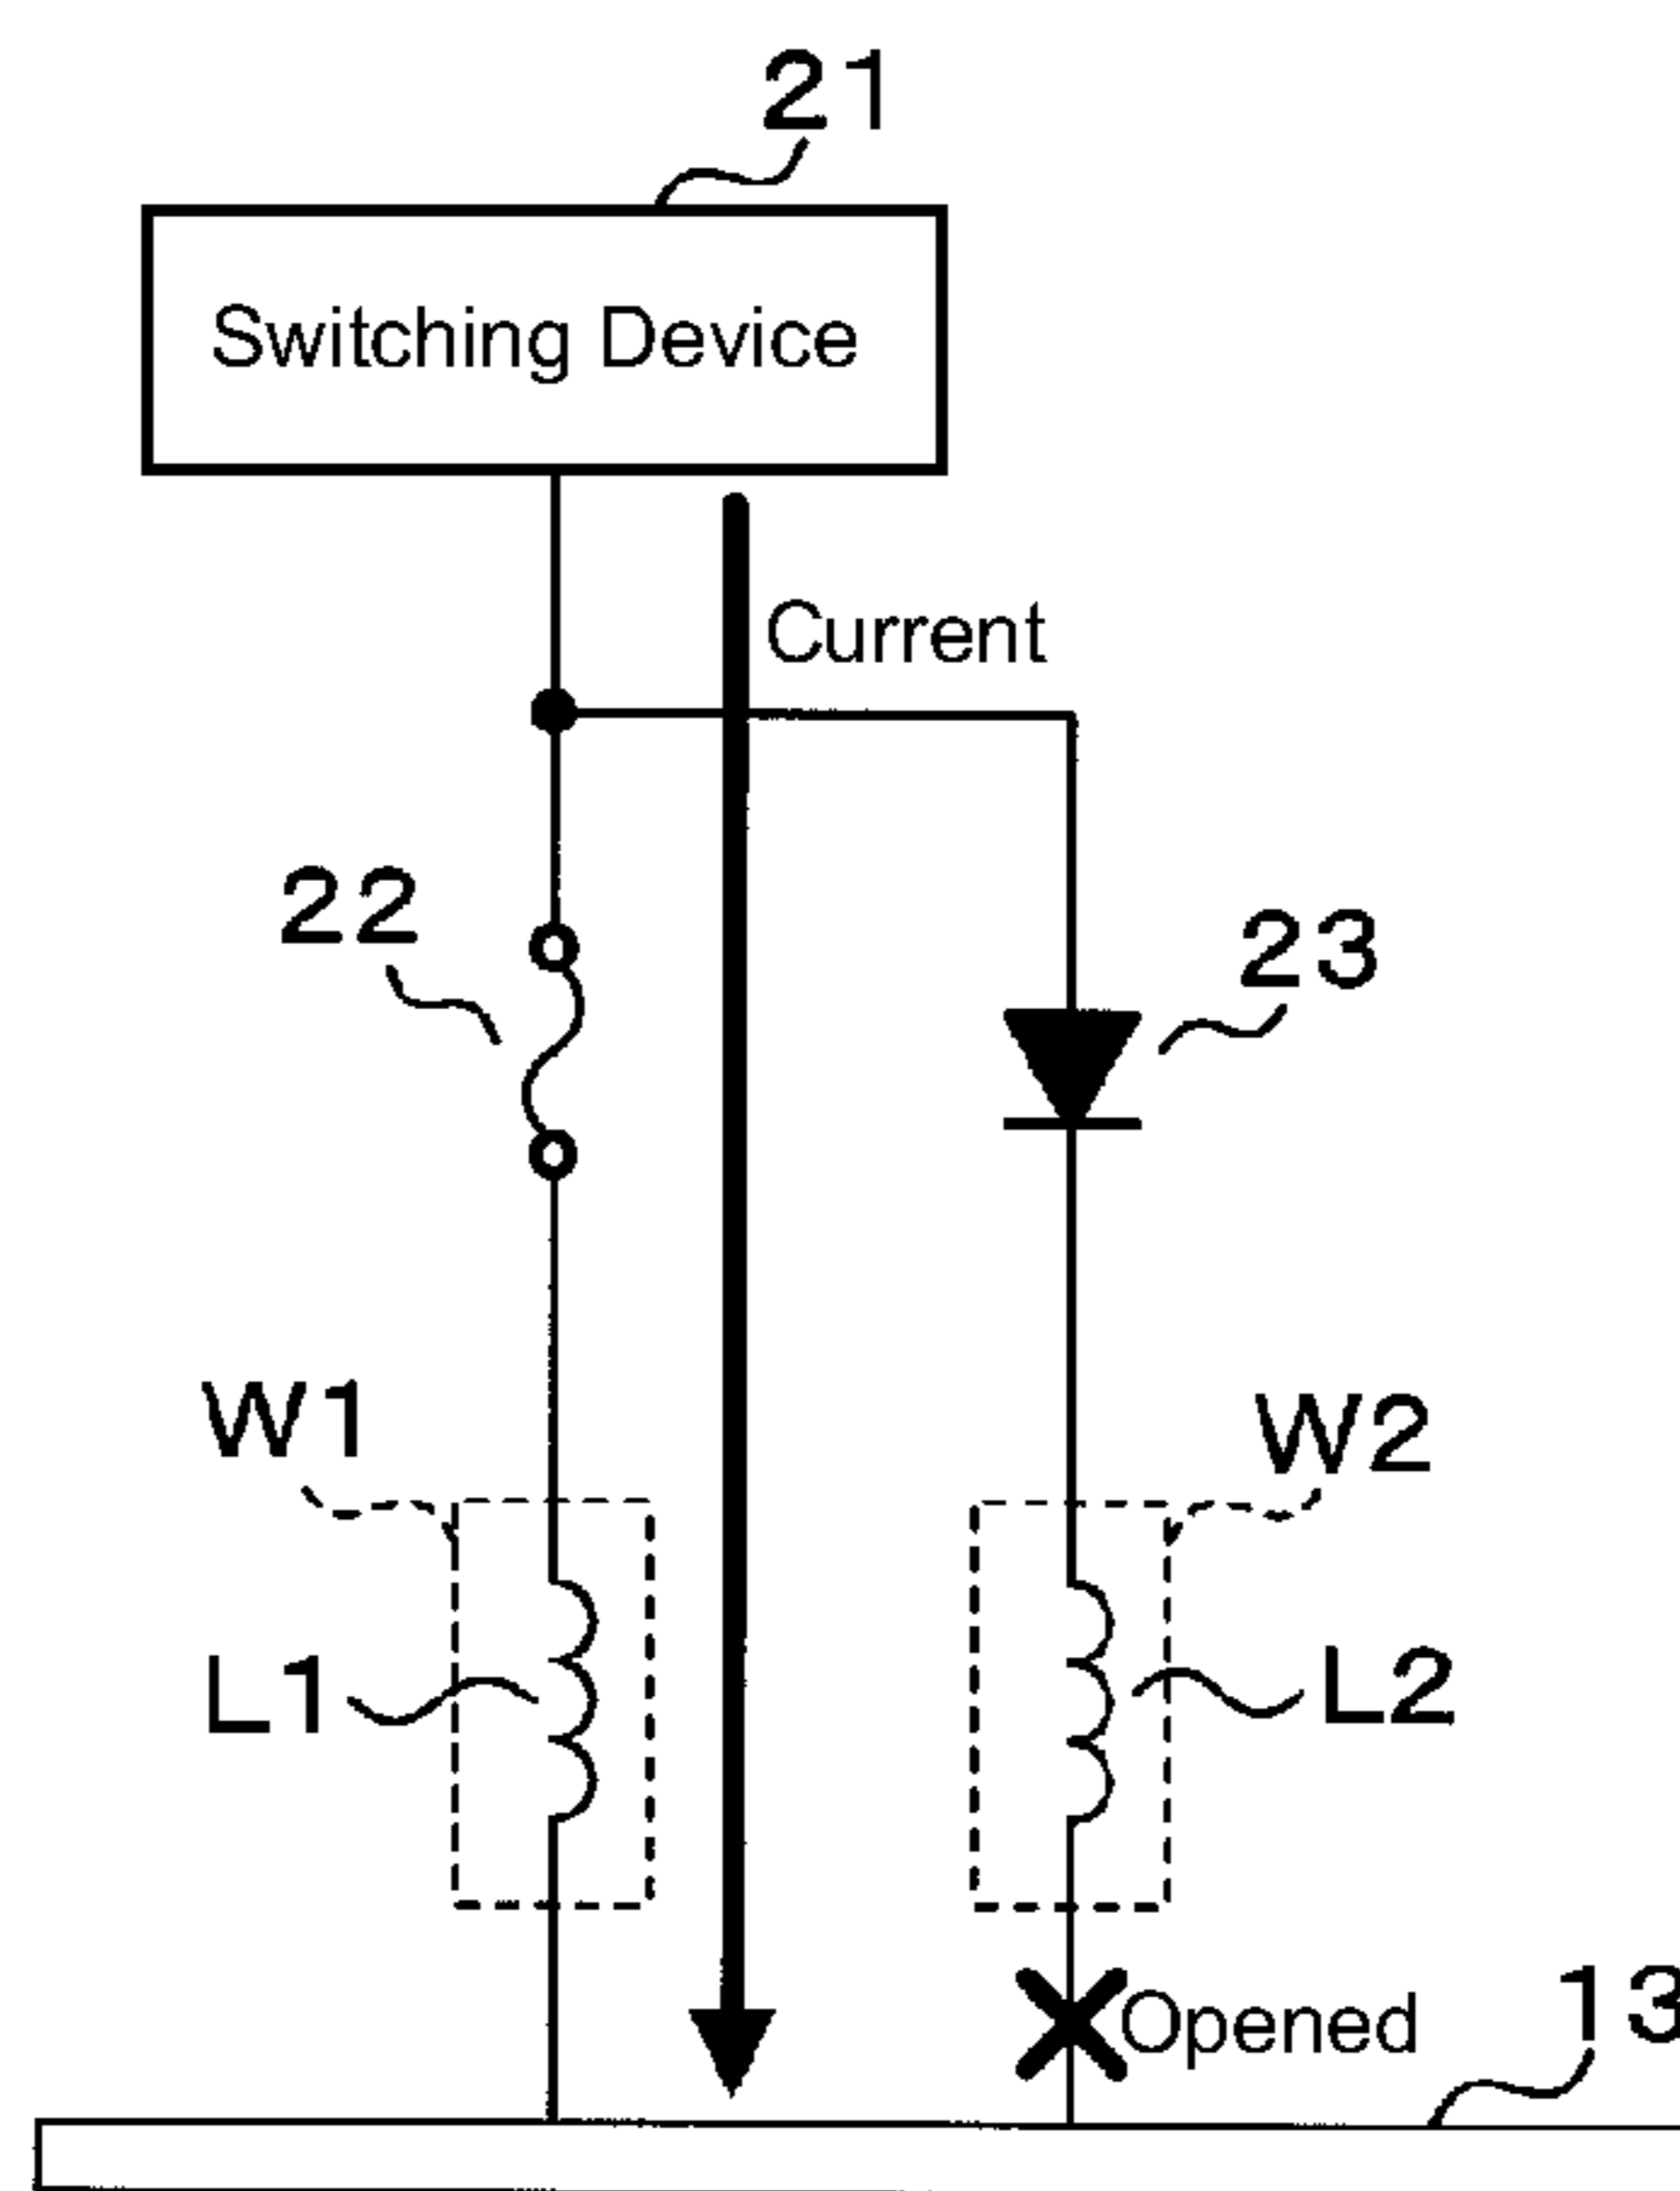 21
Switching Device
Current
22
23
W1
W2
L1
L2
Opened
13